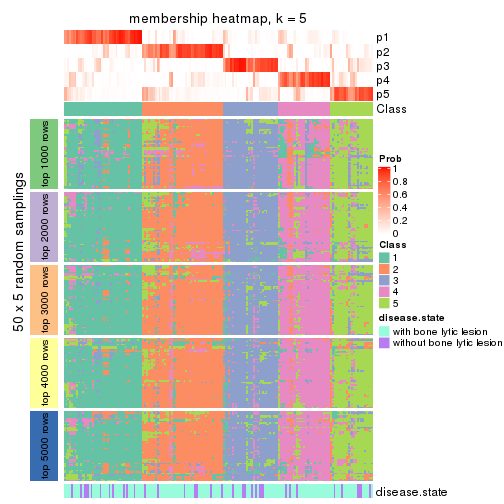 membership heatmap, k = 5
p1
p2
p3
p4
p5
Class
50 x 5 random samplings
top 1000 rows
top 2000 rows
top 3000 rows
top 4000 rows
top 5000 rows
disease.state
Prob
1
0.8
0.6
0.4
0.2
0
Class
1
2
3
4
5
disease.state
with bone lytic lesion
without bone lytic lesion